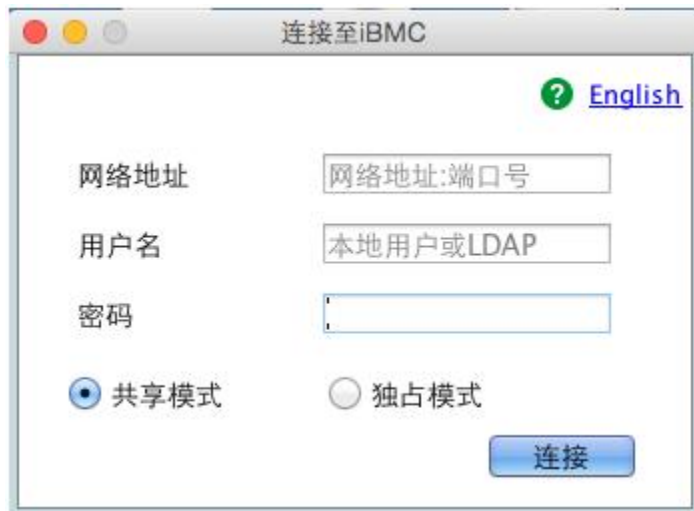 连接至iBMC
? English
网络地址 网络地址:端口号
用户名 本地用户或LDAP
密码
共享模式 独占模式
连接